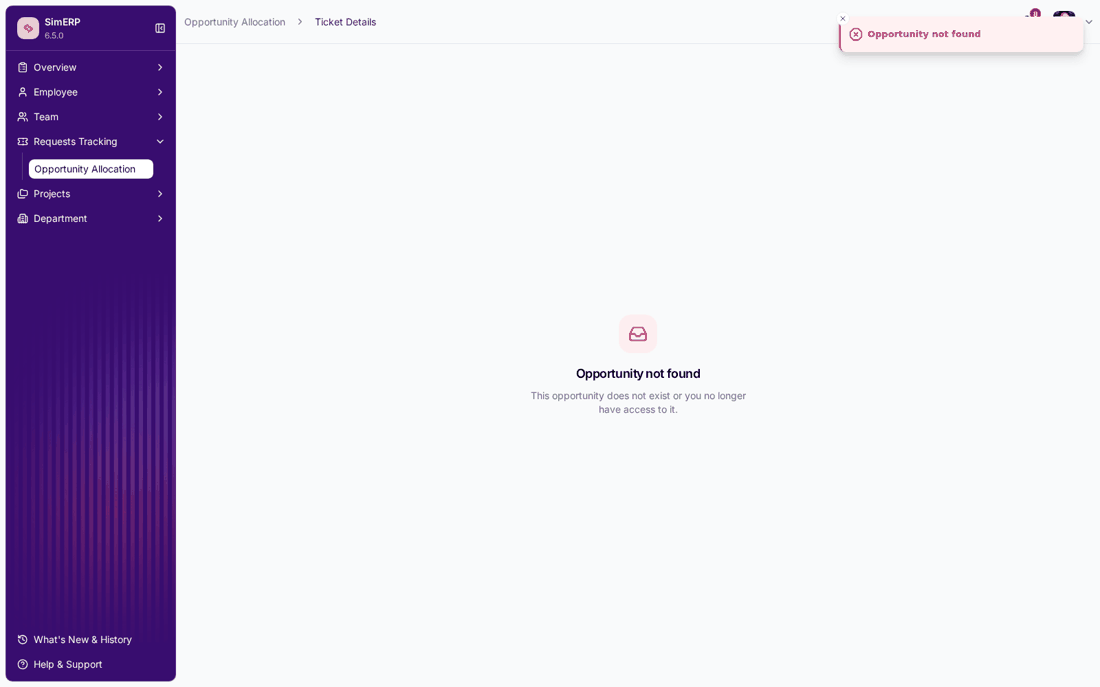 SimERP
6.5.0
Overview
Employee
Team
Requests Tracking
Opportunity Allocation
Projects
Department
What's New & History
Help & Support
Opportunity Allocation
Ticket Details
Opportunity not found
Opportunity not found
This opportunity does not exist or you no longer
have access to it.